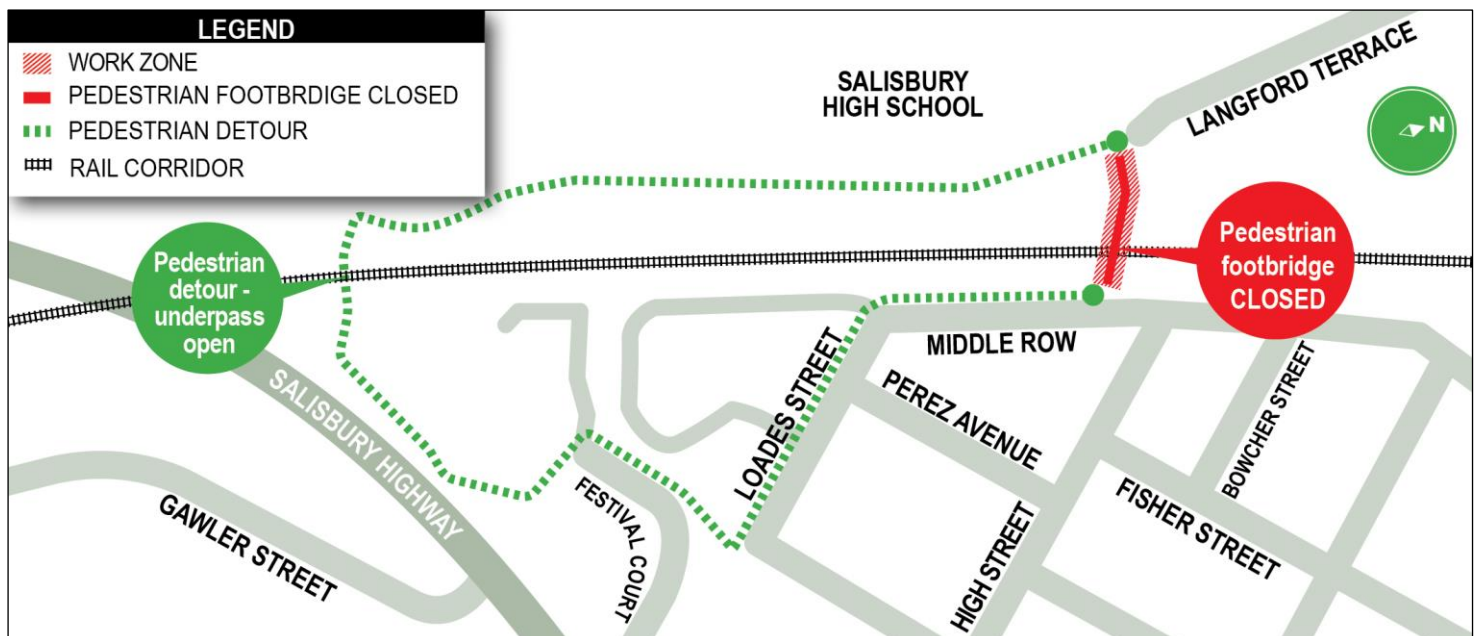 LEGEND
WORK ZONE
PEDESTRIAN FOOTBRDIGE CLOSED
PEDESTRIAN DETOUR
RAIL CORRIDOR
SALISBURY
HIGH SCHOOL
LANGFORD TERRACE
N
Pedestrian
detour -
underpass
open
Pedestrian
footbridge
CLOSED
MIDDLE ROW
LOADES STREET
PEREZ AVENUE
BOWCHER STREET
SALISBURY HIGHWAY
FESTIVAL COURT
FISHER STREET
HIGH STREET
GAWLER STREET